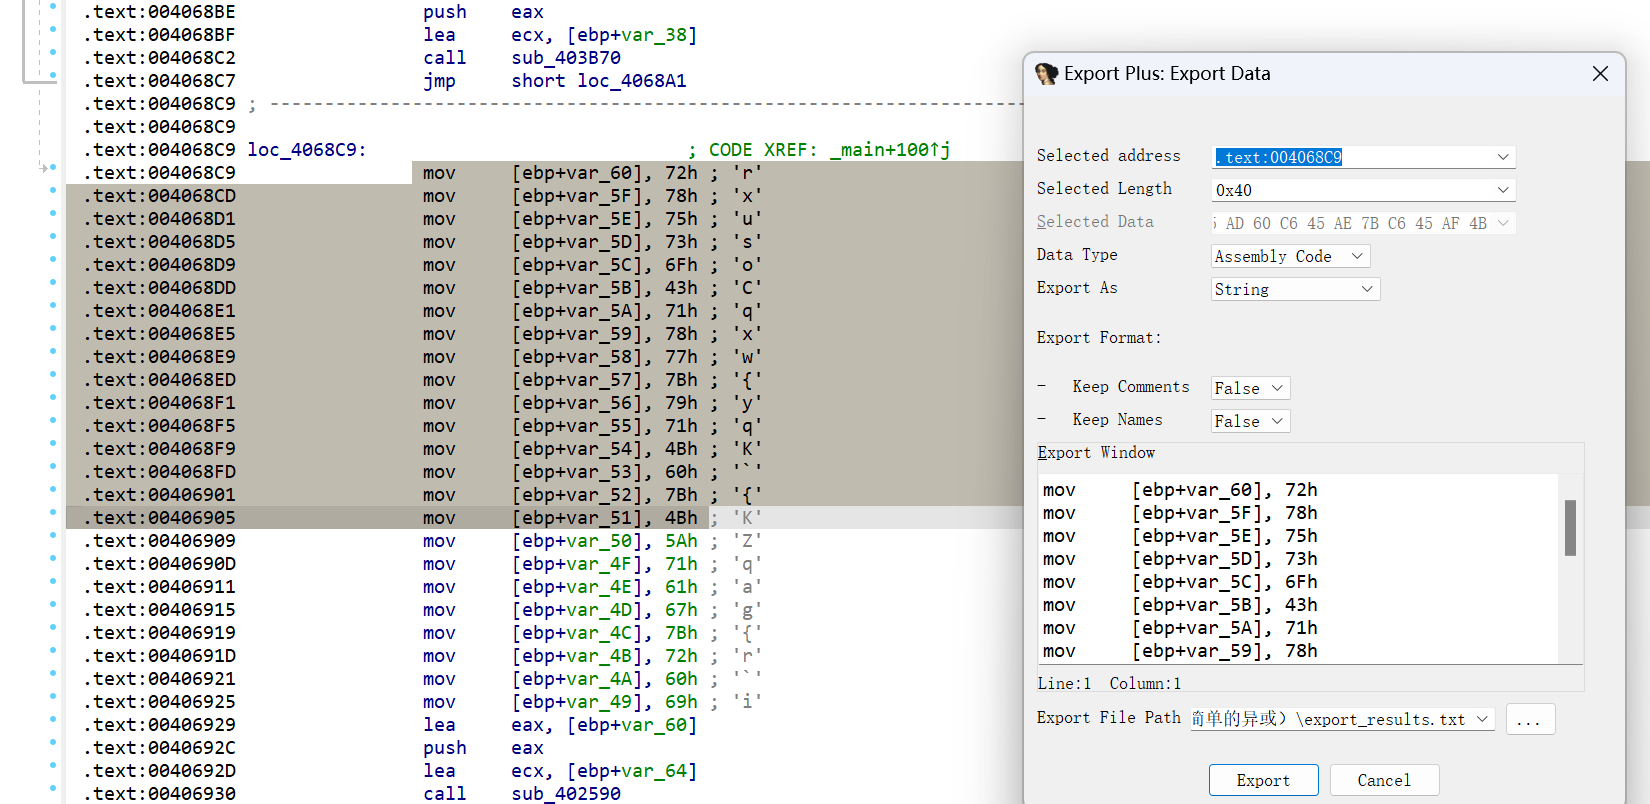 .text:004068BE push eax
.text:004068BF lea ecx, [ebp+var_38]
.text:004068C2 call sub_403B70
.text:004068C7 jmp short loc_4068A1
.text:004068C9 ; ---------------------------------------------------------------------
.text:004068C9
.text:004068C9 loc_4068C9: ; CODE XREF: _main+100↑j
.text:004068C9 mov [ebp+var_60], 72h ; 'r'
.text:004068CD mov [ebp+var_5F], 78h ; 'x'
.text:004068D1 mov [ebp+var_5E], 75h ; 'u'
.text:004068D5 mov [ebp+var_5D], 73h ; 's'
.text:004068D9 mov [ebp+var_5C], 6Fh ; 'o'
.text:004068DD mov [ebp+var_5B], 43h ; 'C'
.text:004068E1 mov [ebp+var_5A], 71h ; 'q'
.text:004068E5 mov [ebp+var_59], 78h ; 'x'
.text:004068E9 mov [ebp+var_58], 77h ; 'w'
.text:004068ED mov [ebp+var_57], 7Bh ; '{'
.text:004068F1 mov [ebp+var_56], 79h ; 'y'
.text:004068F5 mov [ebp+var_55], 71h ; 'q'
.text:004068F9 mov [ebp+var_54], 4Bh ; 'K'
.text:004068FD mov [ebp+var_53], 60h ; '`'
.text:00406901 mov [ebp+var_52], 7Bh ; '{'
.text:00406905 mov [ebp+var_51], 4Bh ; 'K'
.text:00406909 mov [ebp+var_50], 5Ah ; 'Z'
.text:0040690D mov [ebp+var_4F], 71h ; 'q'
.text:00406911 mov [ebp+var_4E], 61h ; 'a'
.text:00406915 mov [ebp+var_4D], 67h ; 'g'
.text:00406919 mov [ebp+var_4C], 7Bh ; '{'
.text:0040691D mov [ebp+var_4B], 72h ; 'r'
.text:00406921 mov [ebp+var_4A], 60h ; '`'
.text:00406925 mov [ebp+var_49], 69h ; 'i'
.text:00406929 lea eax, [ebp+var_60]
.text:0040692C push eax
.text:0040692D lea ecx, [ebp+var_64]
.text:00406930 call sub_402590
Export Plus: Export Data
Selected address .text:004068C9
Selected Length 0x40
Selected Data AD 60 C6 45 AE 7B C6 45 AF 4B
Data Type Assembly Code
Export As String
Export Format:
- Keep Comments False
- Keep Names False
Export Window
mov [ebp+var_60], 72h
mov [ebp+var_5F], 78h
mov [ebp+var_5E], 75h
mov [ebp+var_5D], 73h
mov [ebp+var_5C], 6Fh
mov [ebp+var_5B], 43h
mov [ebp+var_5A], 71h
mov [ebp+var_59], 78h
Line:1 Column:1
Export File Path 简单的异或）\export_results.txt ...
Export Cancel